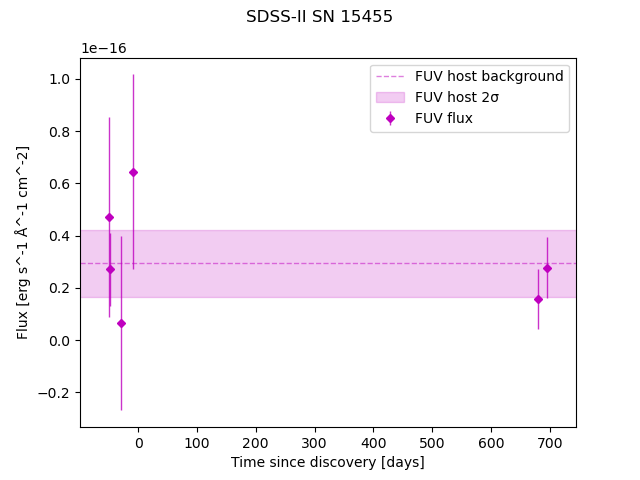 SDSS-II SN 15455
1e−16
FUV host background
FUV host 2σ
FUV flux
1.0
0.8
0.6
0.4
0.2
0.0
−0.2
Flux [erg s^-1 Å^-1 cm^-2]
0 100 200 300 400 500 600 700
Time since discovery [days]